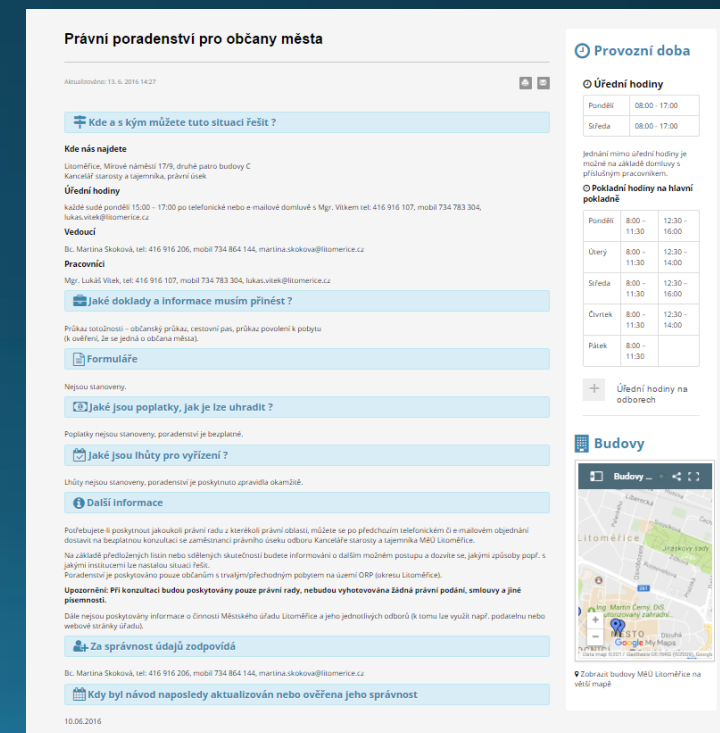 Právní poradenství pro občany města
Aktualizováno: 13. 6. 2016 14:27
Kde a s kým můžete tuto situaci řešit ?
Kde nás najdete
Litoměřice, Mírové náměstí 17/9, druhé patro budovy C
Kancelář starosty a tajemníka, právní úsek
Úřední hodiny
každé sudé pondělí 15:00 – 17:00 po telefonické nebo e-mailové domluvě s Mgr. Vítkem tel: 416 916 107, mobil 734 783 304,
lukas.vitek@litomerice.cz
Vedoucí
Bc. Martina Skoková, tel: 416 916 206, mobil 734 864 144, martina.skokova@litomerice.cz
Pracovníci
Mgr. Lukáš Vítek, tel: 416 916 107, mobil 734 783 304, lukas.vitek@litomerice.cz
Jaké doklady a informace musím přinést ?
Průkaz totožnosti – občanský průkaz, cestovní pas, průkaz povolení k pobytu
(k ověření, že se jedná o občana města).
Formuláře
Nejsou stanoveny.
Jaké jsou poplatky, jak je lze uhradit ?
Poplatky nejsou stanoveny, poradenství je bezplatné.
Jaké jsou lhůty pro vyřízení ?
Lhůty nejsou stanoveny, poradenství je poskytnuto zpravidla okamžitě.
Další informace
Potřebujete-li poskytnout jakoukoli právní radu z kterékoli právní oblasti, můžete se po předchozím telefonickém či e-mailovém objednání
dostavit na bezplatnou konzultaci se zaměstnanci právního úseku odboru Kanceláře starosty a tajemníka MěÚ Litoměřice.
Na základě předložených listin nebo sdělených skutečností budete informováni o dalším možném postupu a dozvíte se, jakými způsoby popř. s
jakými institucemi lze nastalou situaci řešit.
Poradenství je poskytováno pouze občanům s trvalým/přechodným pobytem na území ORP (okresu Litoměřice).
Upozornění: Při konzultaci budou poskytovány pouze právní rady, nebudou vyhotovována žádná právní podání, smlouvy a jiné
písemnosti.
Dále nejsou poskytovány informace o činnosti Městského úřadu Litoměřice a jeho jednotlivých odborů (k tomu lze využít např. podatelnu nebo
webové stránky úřadu).
Za správnost údajů zodpovídá
Bc. Martina Skoková, tel: 416 916 206, mobil 734 864 144, martina.skokova@litomerice.cz
Kdy byl návod naposledy aktualizován nebo ověřena jeho správnost
10.06.2016
Provozní doba
Úřední hodiny
Pondělí 08:00 - 17:00
Středa 08:00 - 17:00
Jednání mimo úřední hodiny je
možné na základě domluvy s
příslušným pracovníkem.
Pokladní hodiny na hlavní
pokladně
Pondělí 8:00 – 12:30 –
11:30 16:00
Úterý 8:00 – 12:30 –
11:30 14:00
Středa 8:00 – 12:30 –
11:30 16:00
Čtvrtek 8:00 – 12:30 –
11:30 14:00
Pátek 8:00 –
11:30
+ Úřední hodiny na
odborech
Budovy
Budovy ...
Liberecká
Litoměřice
Jiráskovy sady
261
Ing. Martin Černý, DiS.
autorizovaný zahradní...
+
MĚSTO Dlouhá
−
Google My Maps
Zobrazit budovy MěÚ Litoměřice na
větší mapě